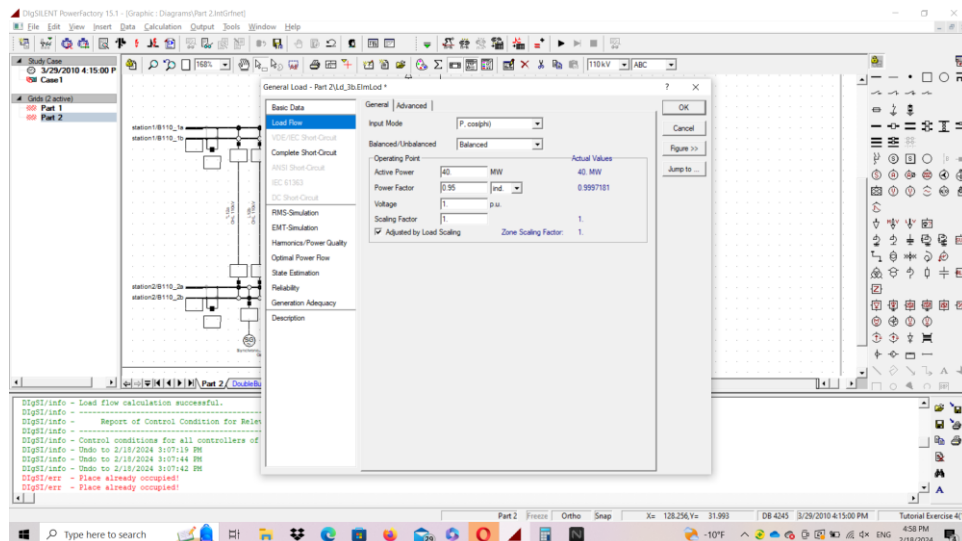 DIgSILENT PowerFactory 15.1 - [Graphic : Diagrams\Part 2.IntGrfnet]
File Edit View Insert Data Calculation Output Tools Window Help
Study Case
3/29/2010 4:15:00 P
Case1
168%
110 kV
ABC
Grids (2 active)
Part 1
Part 2
station1/B110_1a
station1/B110_1b
station2/B110_2a
station2/B110_2b
SG
General Load - Part 2\Ld_3b.ElmLod *
? X
Basic Data
Load Flow
VDE/IEC Short-Circuit
Complete Short-Circuit
ANSI Short-Circuit
IEC 61363
DC Short-Circuit
RMS-Simulation
EMT-Simulation
Harmonics/Power Quality
Optimal Power Flow
State Estimation
Reliability
Generation Adequacy
Description
General Advanced
Input Mode P, cos(phi)
Balanced/Unbalanced Balanced
Operating Point Actual Values
Active Power 40. MW 40. MW
Power Factor 0.95 ind. 0.9997181
Voltage 1. p.u.
Scaling Factor 1. 1.
Adjusted by Load Scaling Zone Scaling Factor: 1.
OK
Cancel
Figure >>
Jump to ...
Part 2 DoubleBu
DIgSI/info - Load flow calculation successful.
DIgSI/info - ------------------------------
DIgSI/info - Report of Control Condition for Relev
DIgSI/info - ------------------------------
DIgSI/info - Control conditions for all controllers of
DIgSI/info - Undo to 2/18/2024 3:07:19 PM
DIgSI/info - Undo to 2/18/2024 3:07:44 PM
DIgSI/info - Undo to 2/18/2024 3:07:42 PM
DIgSI/err - Place already occupied!
DIgSI/err - Place already occupied!
Part 2 Freeze Ortho Snap X= 128.256,Y= 31.993 DB 4245 3/29/2010 4:15:00 PM Tutorial Exercise 4(
Type here to search
-10°F
ENG
4:58 PM
3/18/2024